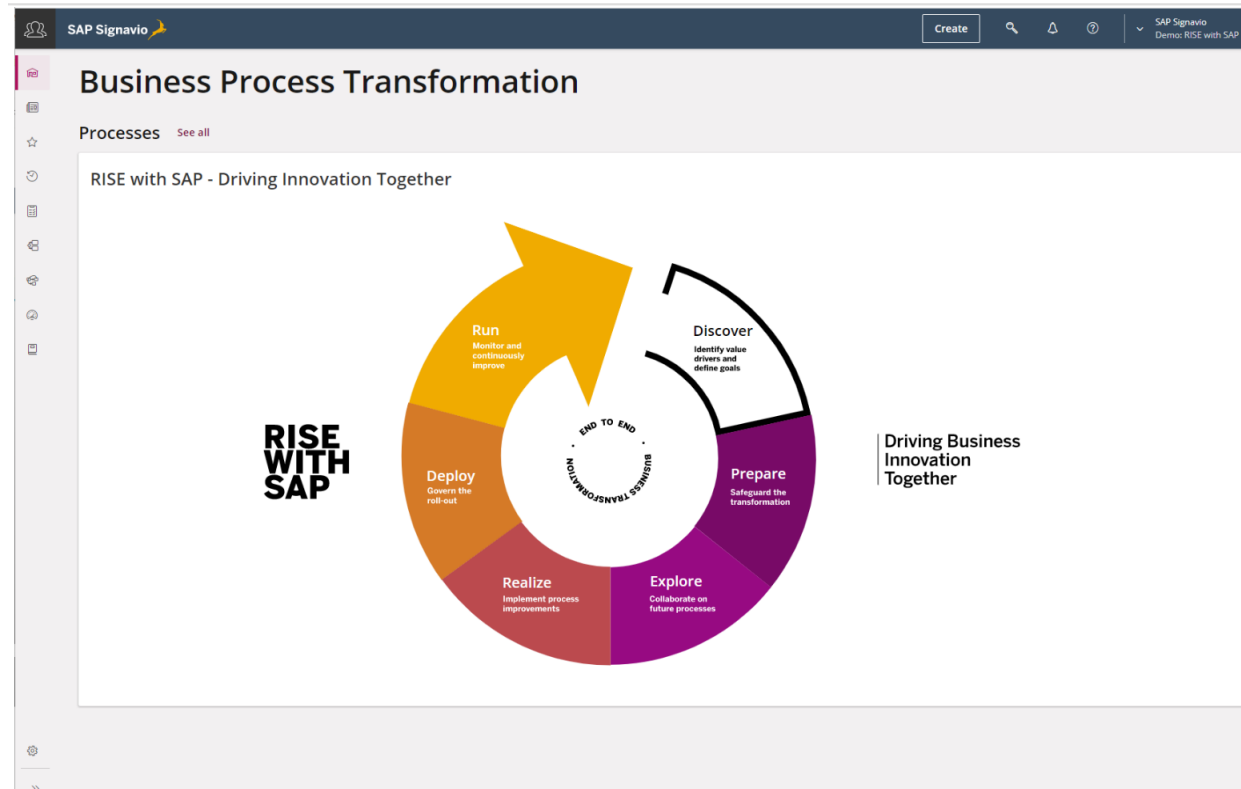 SAP Signavio
Create
SAP Signavio
Demo: RISE with SAP
Business Process Transformation
Processes See all
RISE with SAP - Driving Innovation Together
Run
Monitor and
continuously
improve
Discover
Identify value
drivers and
define goals
RISE
WITH
SAP
Deploy
Govern the
roll-out
· END TO END ·
BUSINESS TRANSFORMATION
Prepare
Safeguard the
transformation
Driving Business
Innovation
Together
Realize
Implement process
improvements
Explore
Collaborate on
future processes